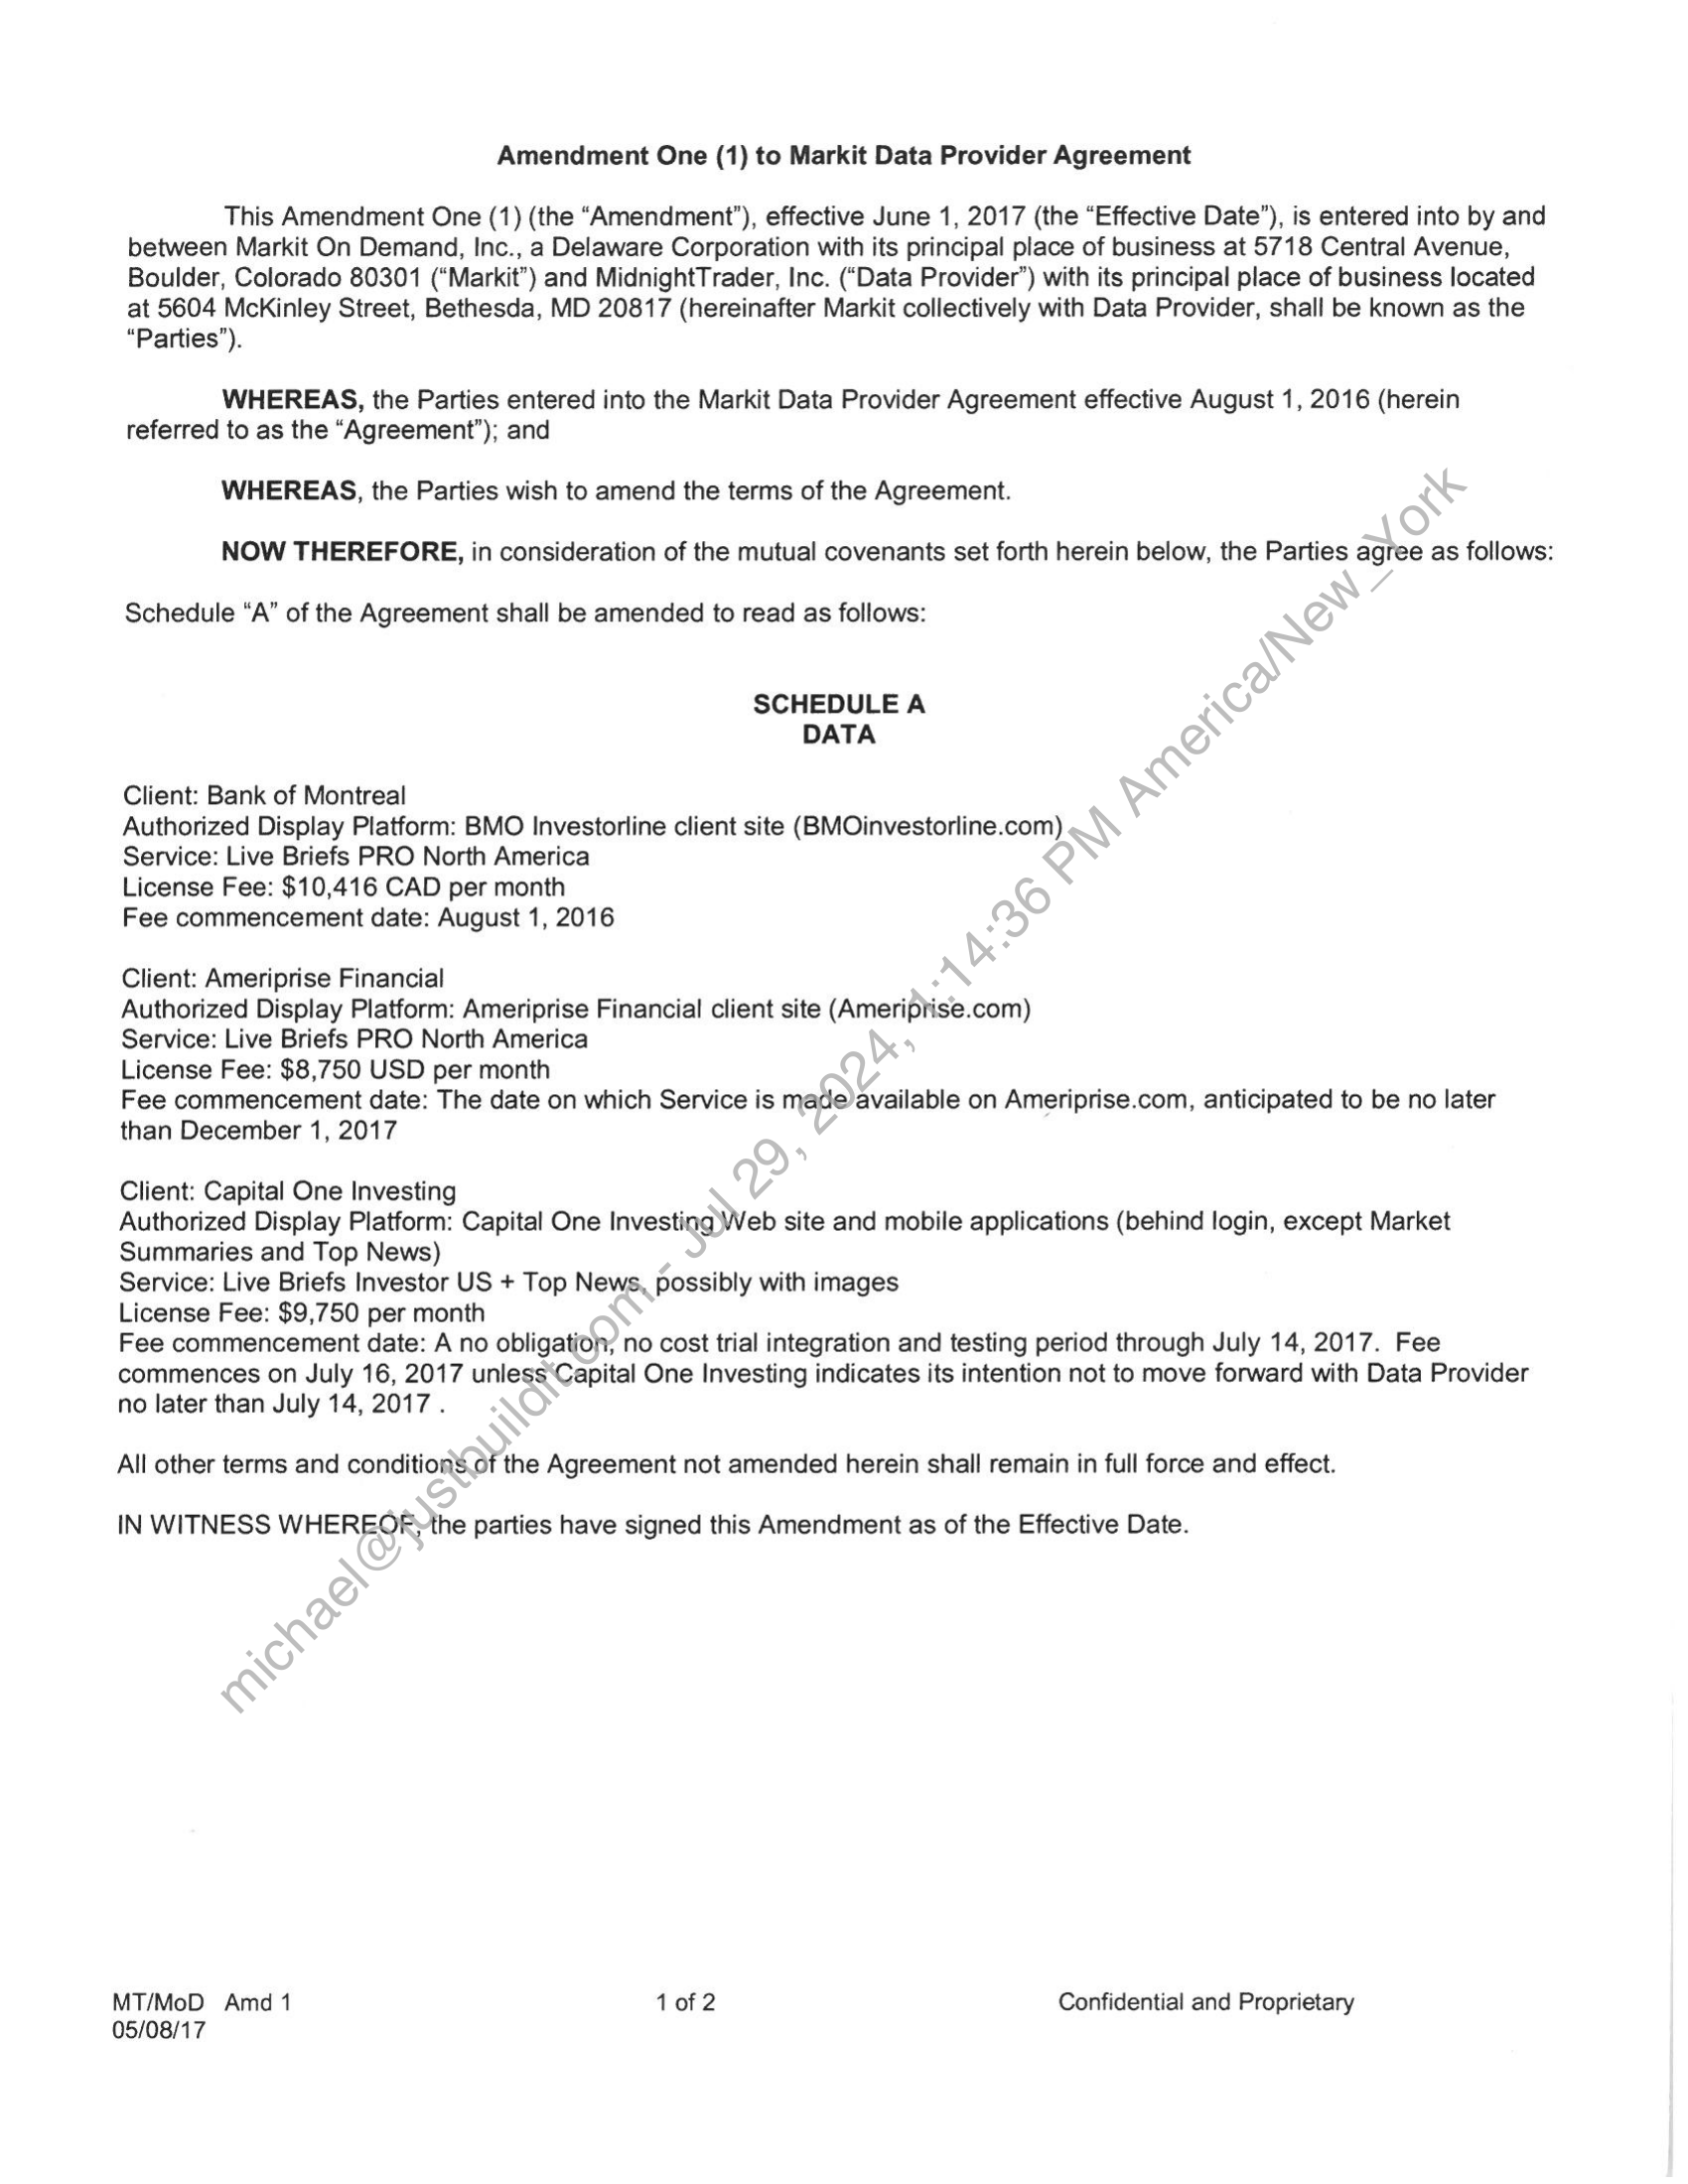 Amendment One (1) to Markit Data Provider Agreement
This Amendment One (1) (the “Amendment”), effective June 1, 2017 (the “Effective Date”), is entered into by and
between Markit On Demand, Inc., a Delaware Corporation with its principal place of business at 5718 Central Avenue,
Boulder, Colorado 80301 (“Markit”) and MidnightTrader, Inc. (“Data Provider”) with its principal place of business located
at 5604 McKinley Street, Bethesda, MD 20817 (hereinafter Markit collectively with Data Provider, shall be known as the
“Parties”).
WHEREAS, the Parties entered into the Markit Data Provider Agreement effective August 1, 2016 (herein
referred to as the “Agreement”); and
WHEREAS, the Parties wish to amend the terms of the Agreement.
NOW THEREFORE, in consideration of the mutual covenants set forth herein below, the Parties agree as follows:
Schedule “A” of the Agreement shall be amended to read as follows:
SCHEDULE A
DATA
Client: Bank of Montreal
Authorized Display Platform: BMO Investorline client site (BMOinvestorline.com)
Service: Live Briefs PRO North America
License Fee: $10,416 CAD per month
Fee commencement date: August 1, 2016
Client: Ameriprise Financial
Authorized Display Platform: Ameriprise Financial client site (Ameriprise.com)
Service: Live Briefs PRO North America
License Fee: $8,750 USD per month
Fee commencement date: The date on which Service is made available on Ameriprise.com, anticipated to be no later
than December 1, 2017
Client: Capital One Investing
Authorized Display Platform: Capital One Investing Web site and mobile applications (behind login, except Market
Summaries and Top News)
Service: Live Briefs Investor US + Top News, possibly with images
License Fee: $9,750 per month
Fee commencement date: A no obligation, no cost trial integration and testing period through July 14, 2017. Fee
commences on July 16, 2017 unless Capital One Investing indicates its intention not to move forward with Data Provider
no later than July 14, 2017 .
All other terms and conditions of the Agreement not amended herein shall remain in full force and effect.
IN WITNESS WHEREOF, the parties have signed this Amendment as of the Effective Date.
michael@justbuildit.com - Jul 29, 2024, 1:14:36 PM America/New_York
MT/MoD Amd 1 1 of 2 Confidential and Proprietary
05/08/17